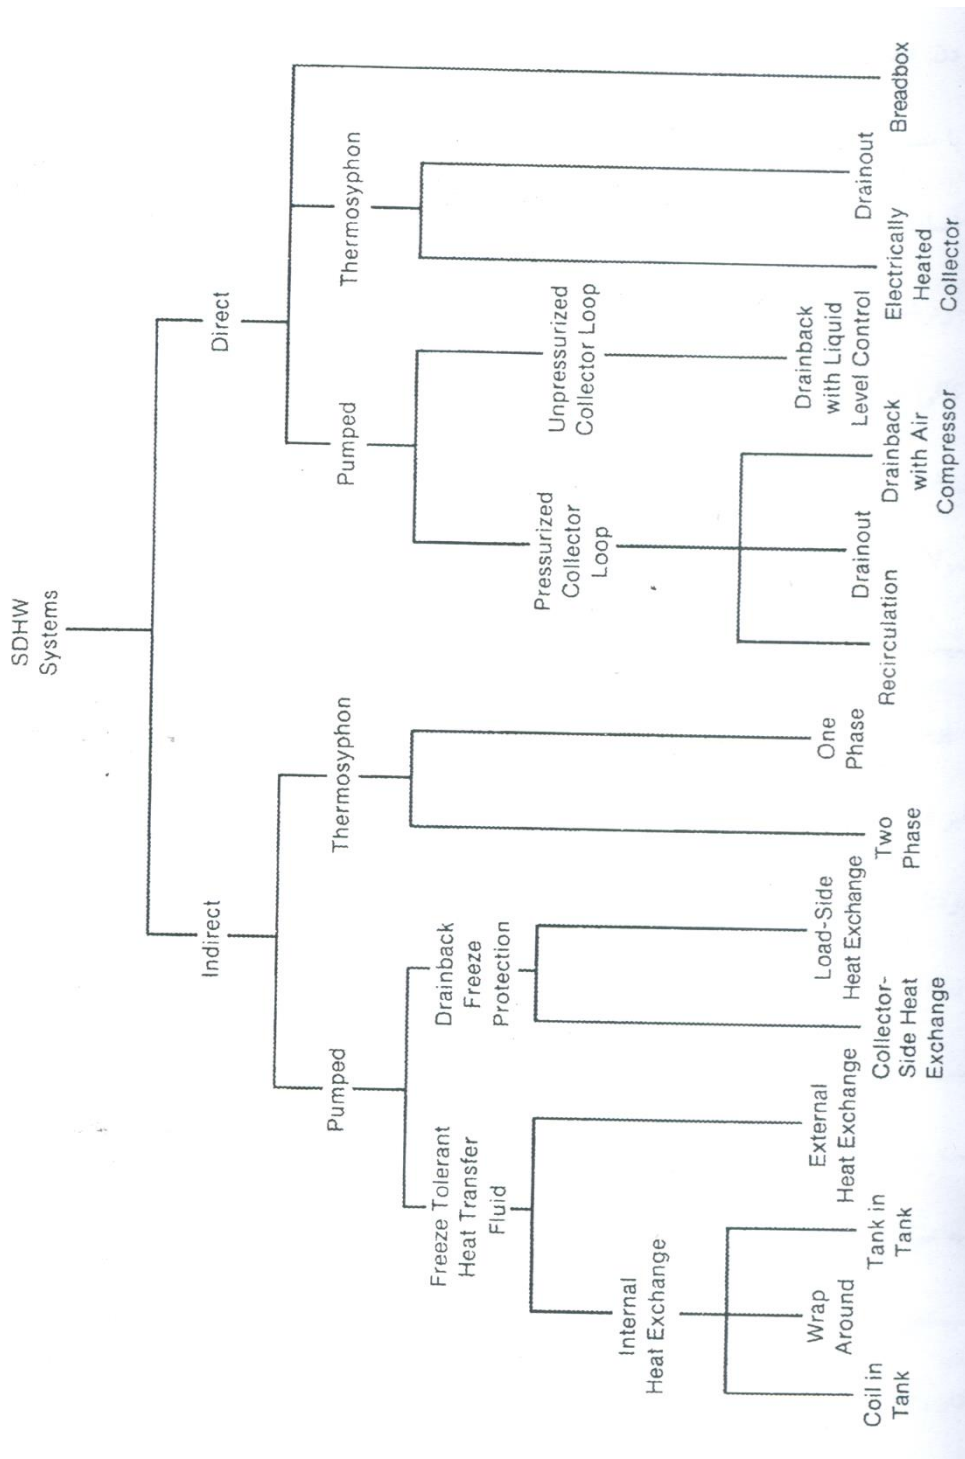 SDHW
Systems
Indirect
Direct
Pumped
Thermosyphon
Pumped
Thermosyphon
Freeze Tolerant
Heat Transfer
Fluid
Drainback
Freeze
Protection
Pressurized
Collector
Loop
Unpressurized
Collector Loop
Internal
Heat Exchange
External
Heat Exchange
Load-Side
Heat Exchange
One
Phase
Drainback
with Liquid
Level Control
Coil in
Tank
Wrap
Around
Tank in
Tank
Collector-
Side Heat
Exchange
Two
Phase
Recirculation
Drainout
Drainback
with Air
Compressor
Electrically
Heated
Collector
Drainout
Breadbox